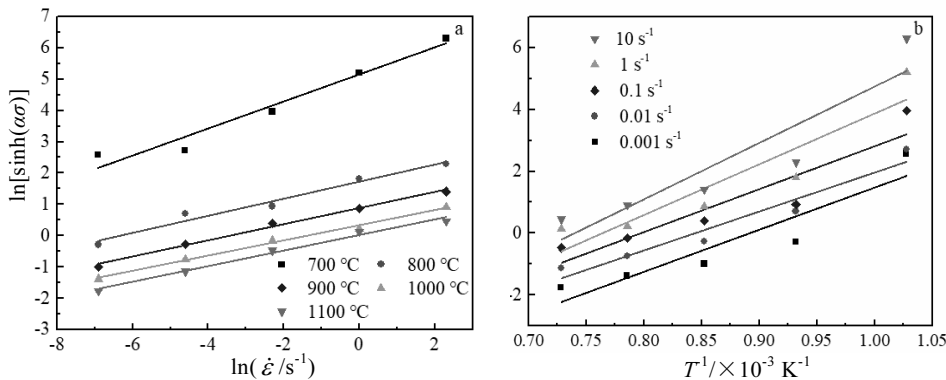 a
ln[sinh(ασ)]
7
6
5
4
3
2
1
0
-1
-2
-3
-8 -6 -4 -2 0 2 4
ln( ε̇ /s⁻¹)
700 °C
800 °C
900 °C
1000 °C
1100 °C
b
10 s⁻¹
1 s⁻¹
0.1 s⁻¹
0.01 s⁻¹
0.001 s⁻¹
6
4
2
0
-2
0.70 0.75 0.80 0.85 0.90 0.95 1.00 1.05
T¹/×10⁻³ K⁻¹